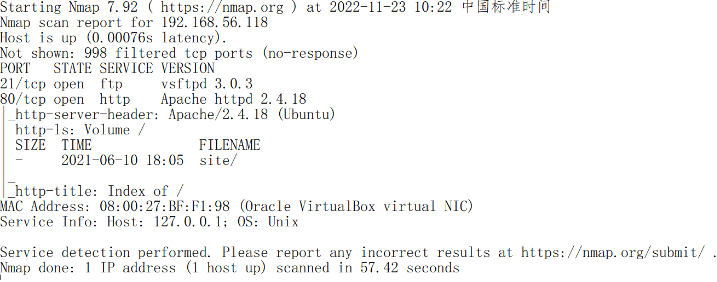 Starting Nmap 7.92 ( https://nmap.org ) at 2022-11-23 10:22 中国标准时间
Nmap scan report for 192.168.56.118
Host is up (0.00076s latency).
Not shown: 998 filtered tcp ports (no-response)
PORT   STATE SERVICE VERSION
21/tcp open  ftp     vsftpd 3.0.3
80/tcp open  http    Apache httpd 2.4.18
|_http-server-header: Apache/2.4.18 (Ubuntu)
| http-ls: Volume /
| SIZE  TIME              FILENAME
| -     2021-06-10 18:05  site/
|_
|_http-title: Index of /
MAC Address: 08:00:27:BF:F1:98 (Oracle VirtualBox virtual NIC)
Service Info: Host: 127.0.0.1; OS: Unix

Service detection performed. Please report any incorrect results at https://nmap.org/submit/ .
Nmap done: 1 IP address (1 host up) scanned in 57.42 seconds